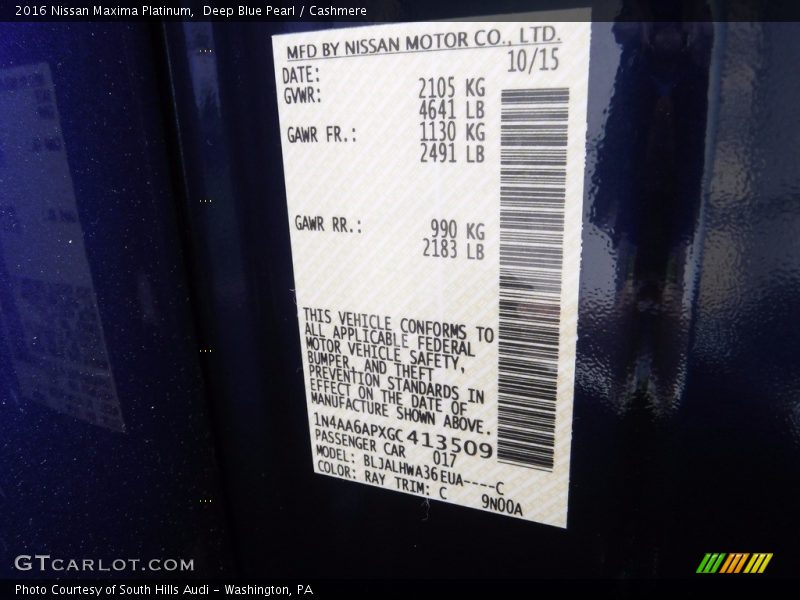 2016 Nissan Maxima Platinum,  Deep Blue Pearl / Cashmere
MFD BY NISSAN MOTOR CO., LTD.
DATE: 10/15
GVWR: 2105 KG
4641 LB
GAWR FR.: 1130 KG
2491 LB
GAWR RR.: 990 KG
2183 LB
THIS VEHICLE CONFORMS TO
ALL APPLICABLE FEDERAL
MOTOR VEHICLE SAFETY,
BUMPER, AND THEFT
PREVENTION STANDARDS IN
EFFECT ON THE DATE OF
MANUFACTURE SHOWN ABOVE.
1N4AA6APXGC413509
PASSENGER CAR 017
MODEL: BLJALHWA36EUA----C
COLOR: RAY TRIM: C 9N00A
GTCARLOT.COM
Photo Courtesy of South Hills Audi - Washington, PA